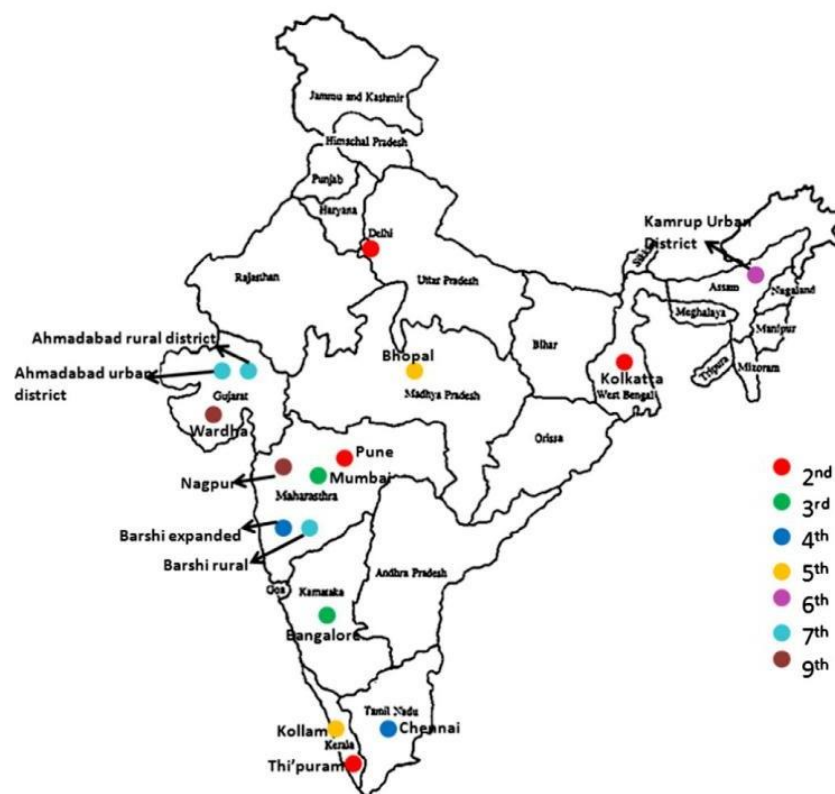 Jammu and Kashmir
Himschal Pradesh
Punjab
Haryana
Delhi
Kamrup Urban
District
Rajasthan
Uttar Pradesh
Assam
Nagaland
Meghalaya
Manipur
Tripura
Mizoram
Ahmadabad rural district
Ahmadabad urban
district
Gujarat
Wardha
Bhopal
Madhya Pradesh
Bihar
Kolkatta
West Bengal
Orissa
Pune
Mumbai
Nagpur
Maharasthra
Barshi expanded
Barshi rural
Goa
Karnataka
Bangalore
Andhra Pradesh
Tamil Nadu
Chennai
Kollam
Kerala
Thi'puram
2nd
3rd
4th
5th
6th
7th
9th